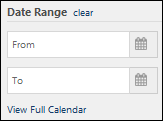 Date Range clear
From
To
View Full Calendar